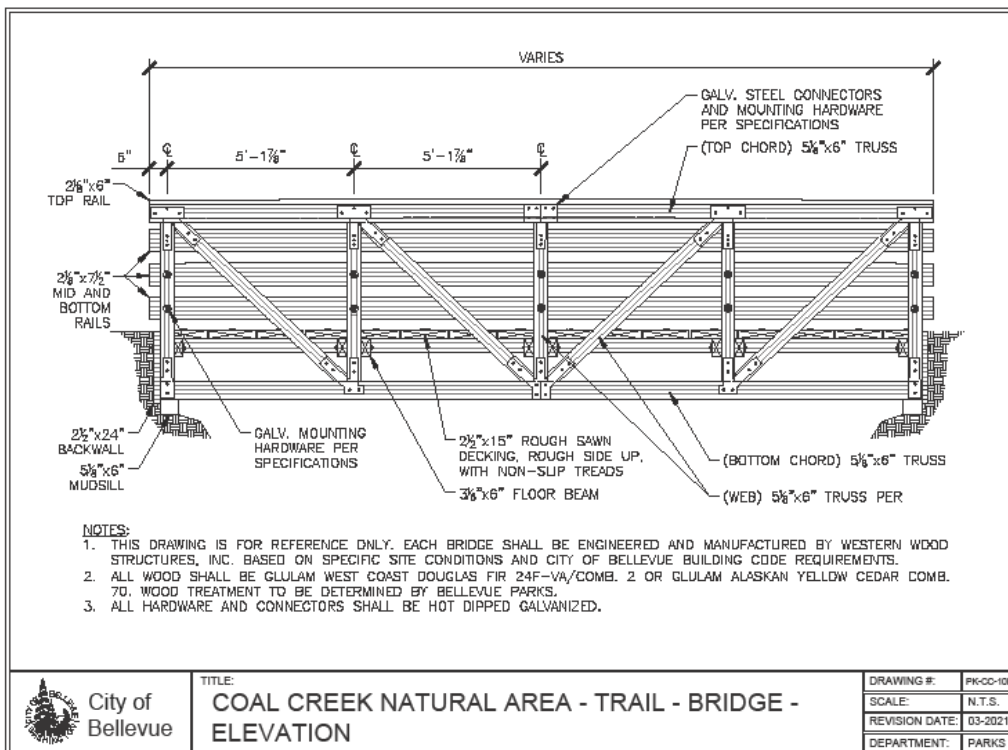 VARIES
GALV. STEEL CONNECTORS
AND MOUNTING HARDWARE
PER SPECIFICATIONS
(TOP CHORD) 5⅛"x6" TRUSS
6"
℄
5'-1⅞"
℄
5'-1⅞"
℄
2⅛"x6"
TOP RAIL
2⅛"x7½"
MID AND
BOTTOM
RAILS
2½"x24"
BACKWALL
5⅛"x6"
MUDSILL
GALV. MOUNTING
HARDWARE PER
SPECIFICATIONS
2½"x15" ROUGH SAWN
DECKING, ROUGH SIDE UP,
WITH NON-SLIP TREADS
3⅛"x6" FLOOR BEAM
(BOTTOM CHORD) 5⅛"x6" TRUSS
(WEB) 5⅛"x6" TRUSS PER
NOTES:
1. THIS DRAWING IS FOR REFERENCE ONLY. EACH BRIDGE SHALL BE ENGINEERED AND MANUFACTURED BY WESTERN WOOD
STRUCTURES, INC. BASED ON SPECIFIC SITE CONDITIONS AND CITY OF BELLEVUE BUILDING CODE REQUIREMENTS.
2. ALL WOOD SHALL BE GLULAM WEST COAST DOUGLAS FIR 24F-VA/COMB. 2 OR GLULAM ALASKAN YELLOW CEDAR COMB.
70. WOOD TREATMENT TO BE DETERMINED BY BELLEVUE PARKS.
3. ALL HARDWARE AND CONNECTORS SHALL BE HOT DIPPED GALVANIZED.
City of
Bellevue
TITLE:
COAL CREEK NATURAL AREA - TRAIL - BRIDGE -
ELEVATION
DRAWING #:
SCALE: N.T.S.
REVISION DATE: 03-2021
DEPARTMENT: PARKS